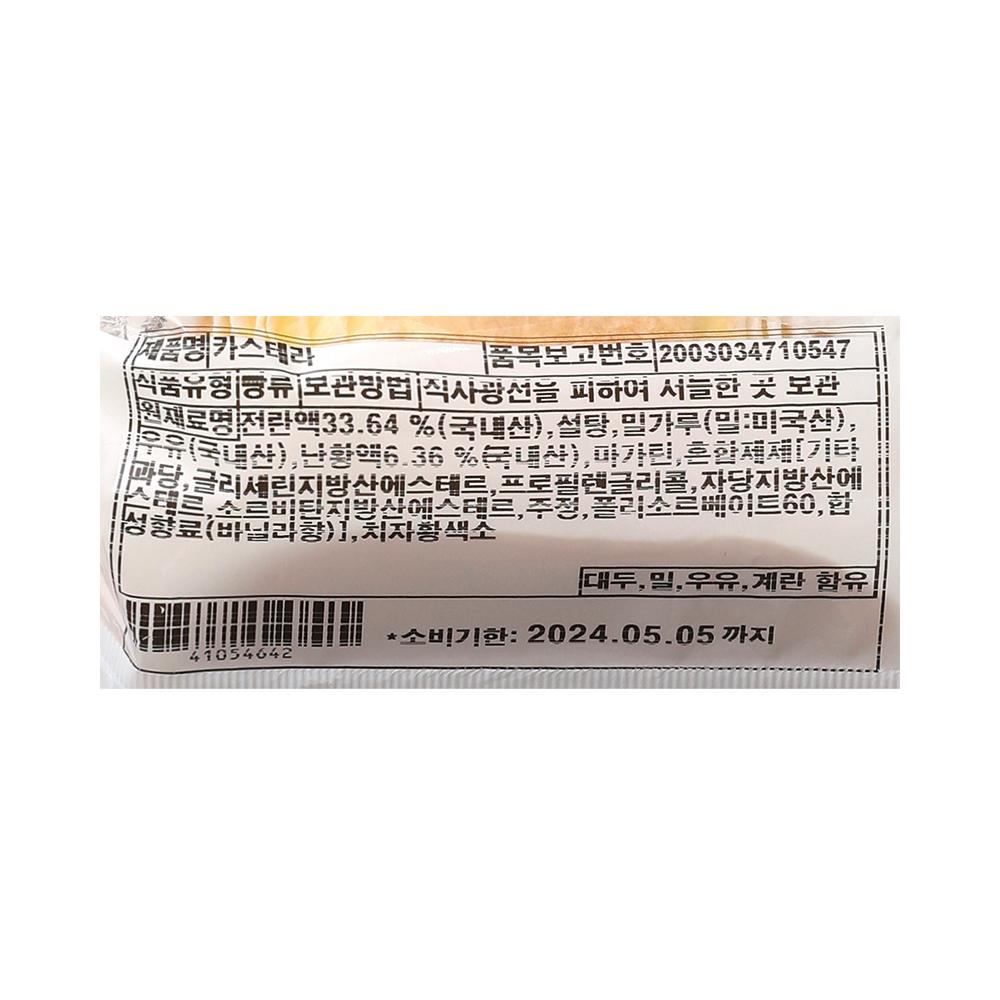 제품명 카스테라 품목보고번호 2003034710547
식품유형 빵류 보관방법 직사광선을 피하여 서늘한 곳 보관
원재료명 전란액33.64 %(국내산),설탕,밀가루(밀:미국산),
우유(국내산),난황액6.36 %(국내산),마가린,혼합제제[기타
과당,글리세린지방산에스테르,프로필렌글리콜,자당지방산에
스테르,소르비탄지방산에스테르,주정,폴리소르베이트60,합
성향료(바닐라향)],치자황색소
대두,밀,우유,계란 함유
*소비기한: 2024.05.05 까지
41054642